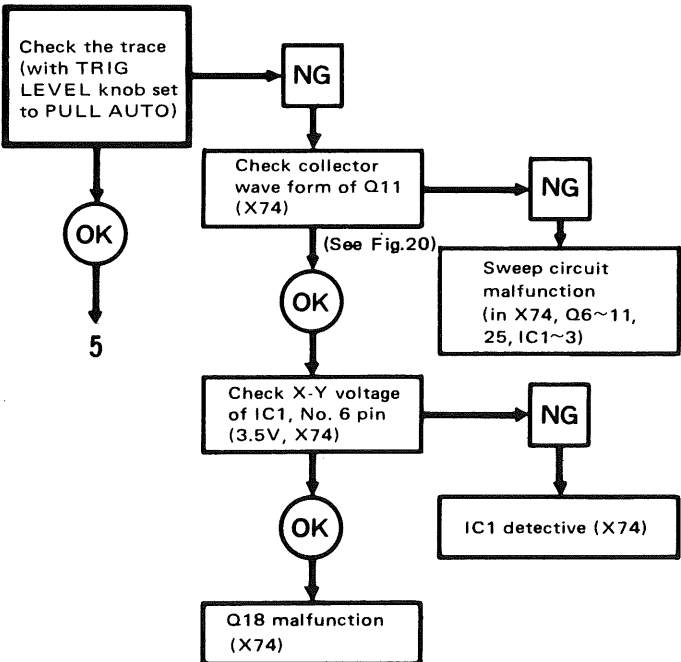 Check the trace
(with TRIG
LEVEL knob set
to PULL AUTO)
NG
Check collector
wave form of Q11
(X74)
NG
OK
(See Fig.20)
Sweep circuit
malfunction
(in X74, Q6~11,
25, IC1~3)
OK
5
Check X-Y voltage
of IC1, No. 6 pin
(3.5V, X74)
NG
OK
IC1 detective (X74)
Q18 malfunction
(X74)